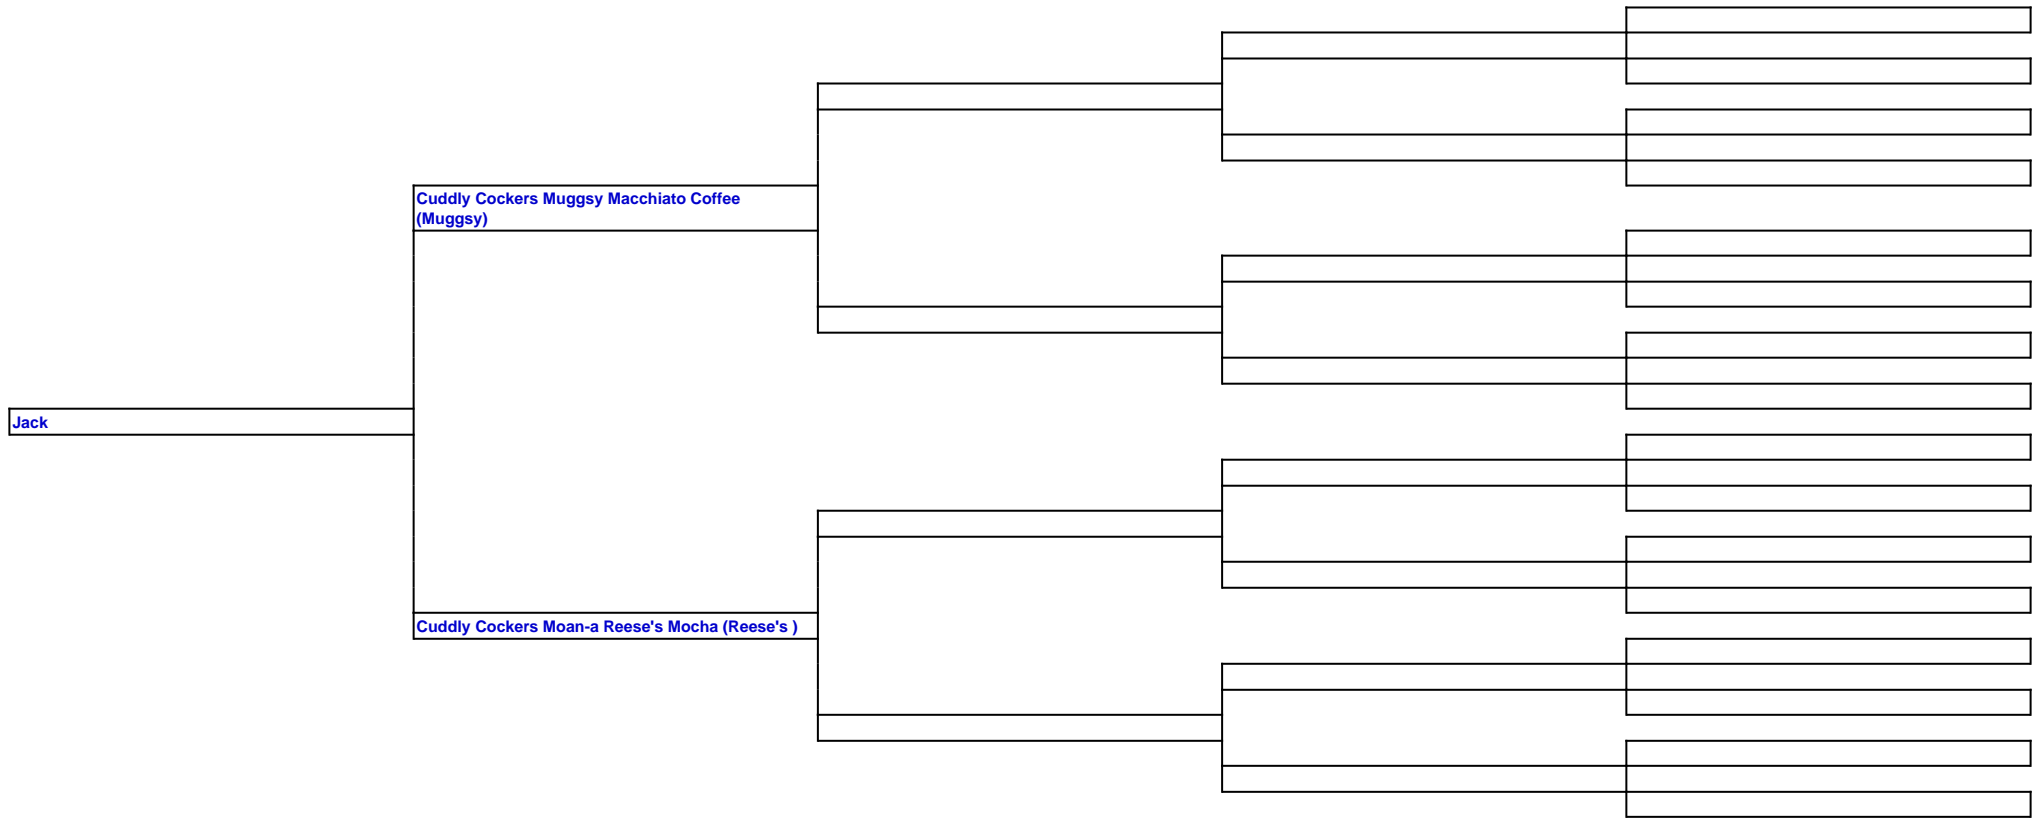 Cuddly Cockers Muggsy Macchiato Coffee
(Muggsy)
Jack
Cuddly Cockers Moan-a Reese's Mocha (Reese's )